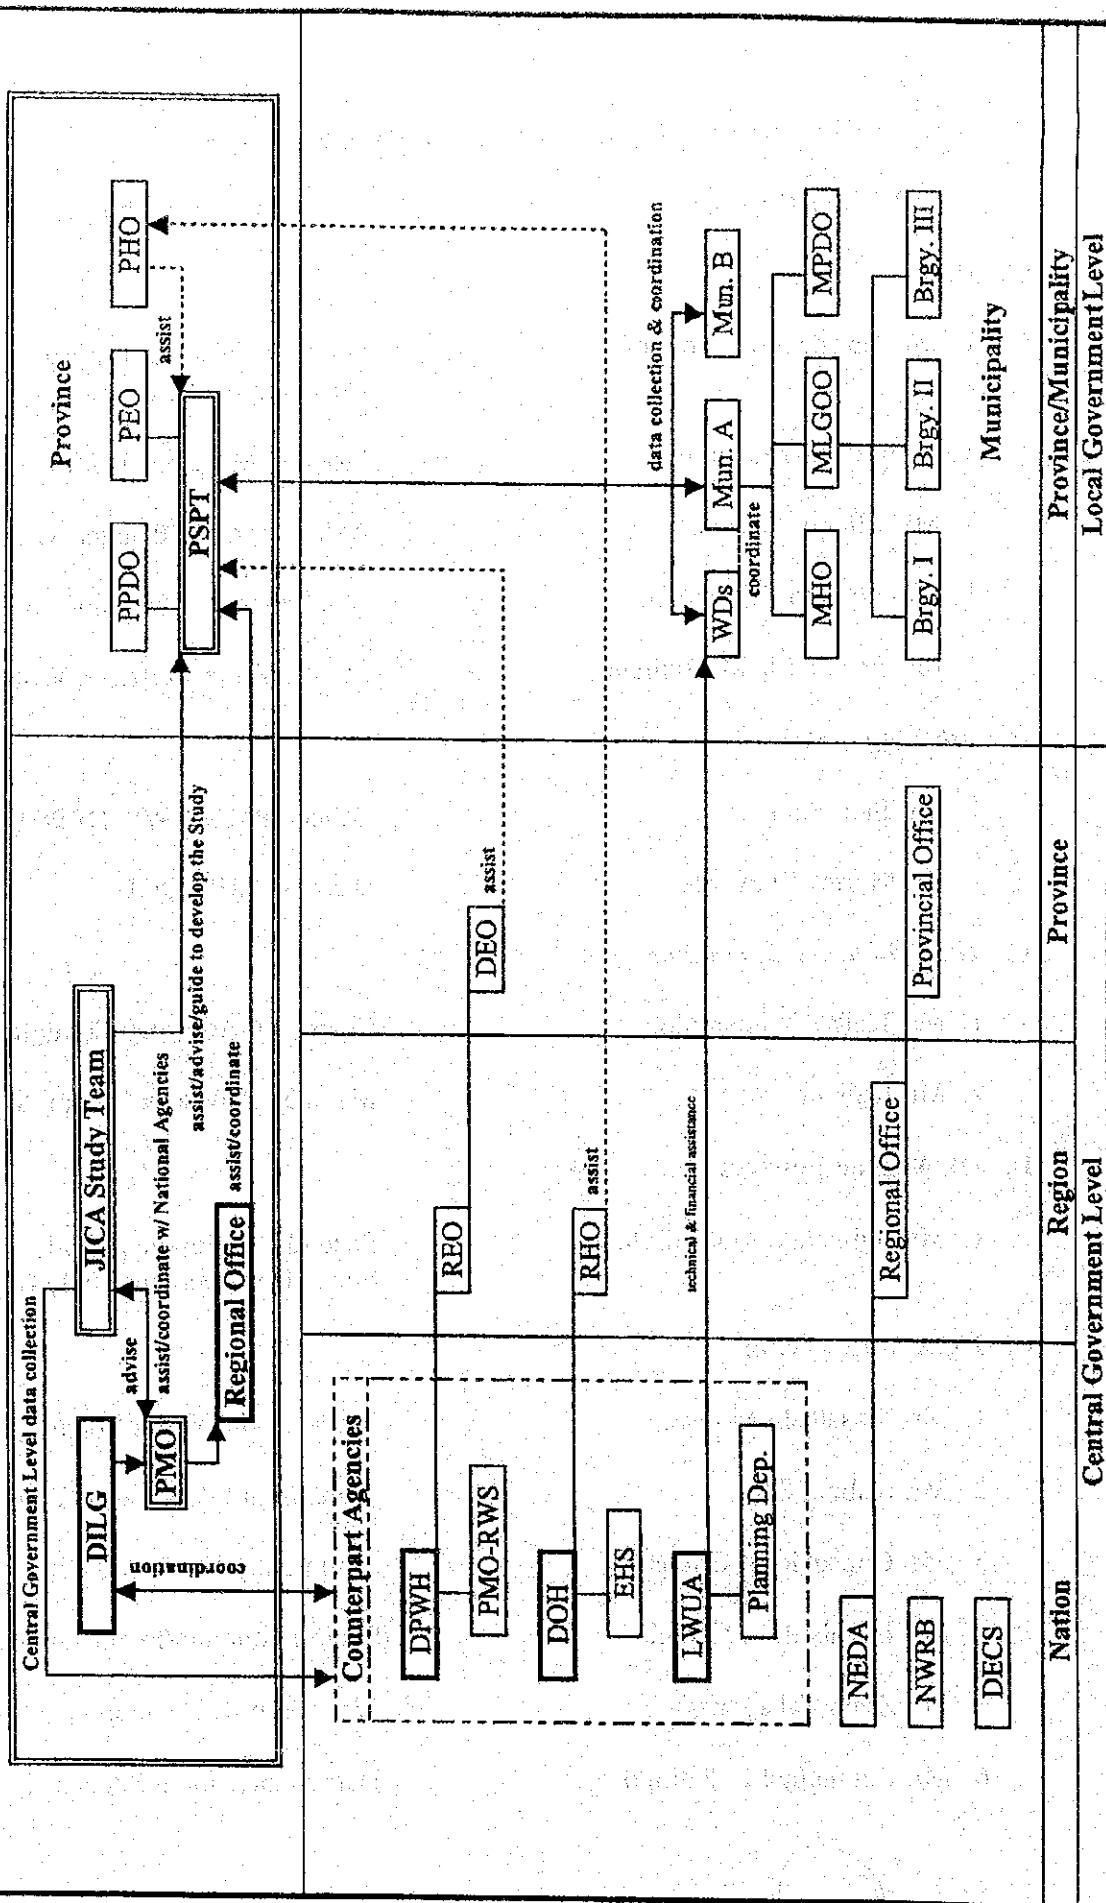 Central Government Level data collection
DILG
JICA Study Team
advise
PMO
assist/coordinate w/ National Agencies
assist/advise/guide to develop the Study
coordination
Regional Office
assist/coordinate
Province
PPDO
PEO
PHO
assist
PSPT
Counterpart Agencies
DPWH
PMO-RWS
REO
DEO
assist
DOH
EHS
RHO
assist
LWUA
Planning Dep.
technical & financial assistance
data collection & coordination
WDs
Mun. A
Mun. B
coordinate
MHO
MLGOO
MPDO
NEDA
Regional Office
Provincial Office
Brgy. I
Brgy. II
Brgy. III
NWRB
DECS
Municipality
Nation
Region
Province
Province/Municipality
Central Government Level
Local Government Level